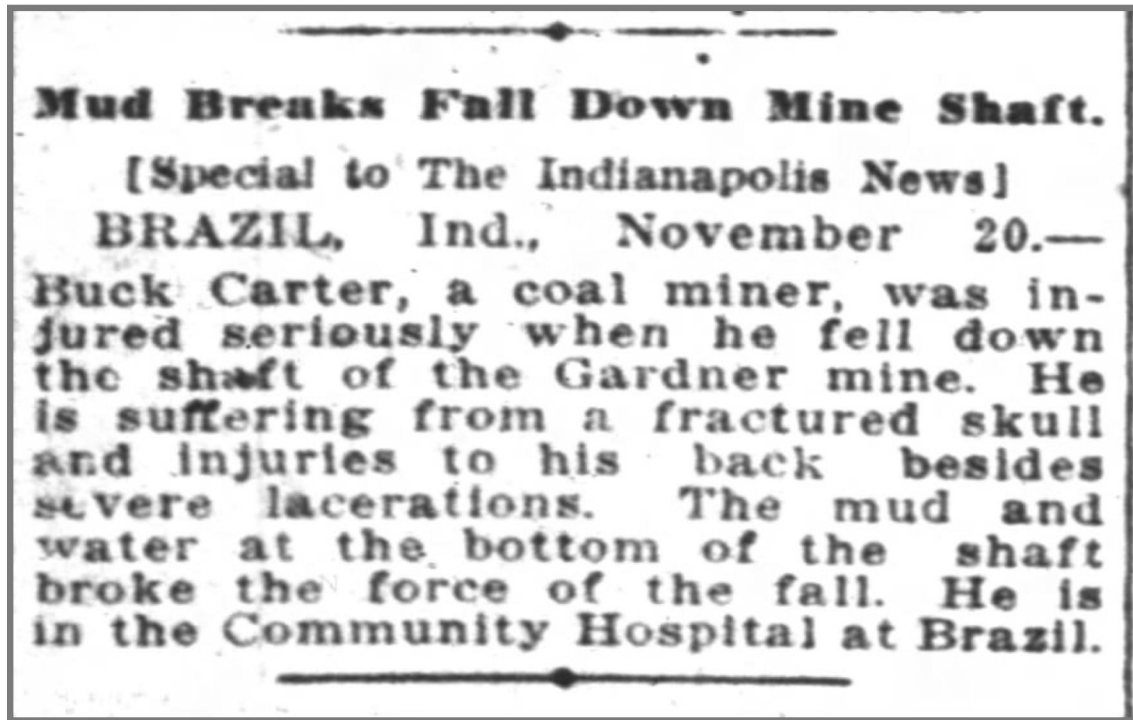 Mud Breaks Fall Down Mine Shaft.
[Special to The Indianapolis News]
BRAZIL, Ind., November 20.—
Buck Carter, a coal miner, was in-
jured seriously when he fell down
the shaft of the Gardner mine. He
is suffering from a fractured skull
and injuries to his back besides
severe lacerations. The mud and
water at the bottom of the shaft
broke the force of the fall. He is
in the Community Hospital at Brazil.